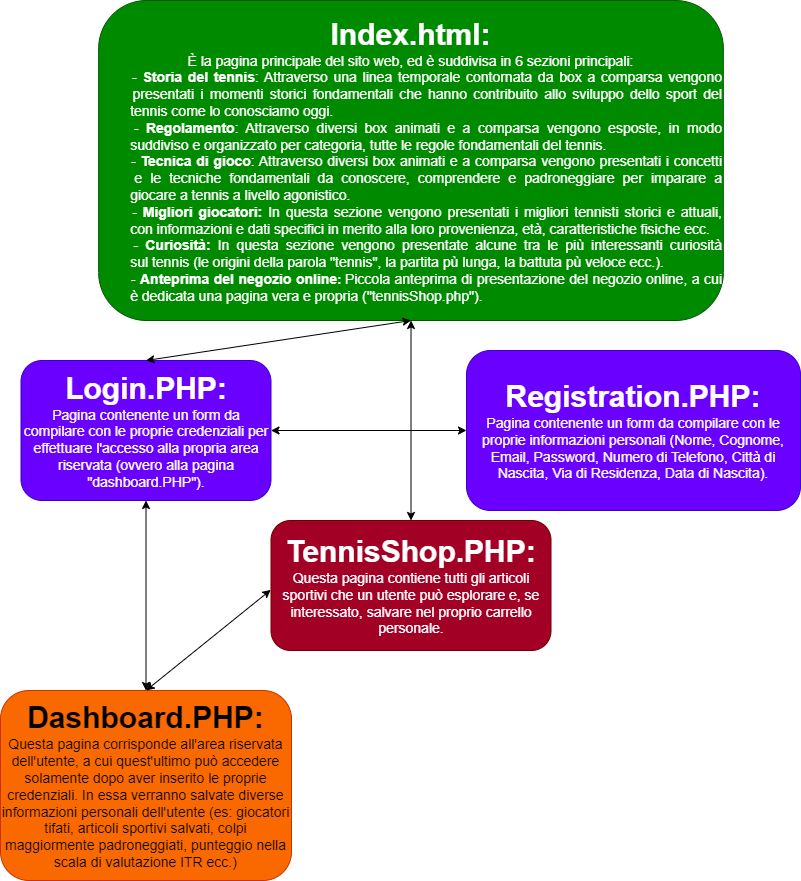 Index.html:
È la pagina principale del sito web, ed è suddivisa in 6 sezioni principali:
- Storia del tennis: Attraverso una linea temporale contornata da box a comparsa vengono
presentati i momenti storici fondamentali che hanno contribuito allo sviluppo dello sport del
tennis come lo conosciamo oggi.
- Regolamento: Attraverso diversi box animati e a comparsa vengono esposte, in modo
suddiviso e organizzato per categoria, tutte le regole fondamentali del tennis.
- Tecnica di gioco: Attraverso diversi box animati e a comparsa vengono presentati i concetti
e le tecniche fondamentali da conoscere, comprendere e padroneggiare per imparare a
giocare a tennis a livello agonistico.
- Migliori giocatori: In questa sezione vengono presentati i migliori tennisti storici e attuali,
con informazioni e dati specifici in merito alla loro provenienza, età, caratteristiche fisiche ecc.
- Curiosità: In questa sezione vengono presentate alcune tra le più interessanti curiosità
sul tennis (le origini della parola "tennis", la partita pù lunga, la battuta pù veloce ecc.).
- Anteprima del negozio online: Piccola anteprima di presentazione del negozio online, a cui
è dedicata una pagina vera e propria ("tennisShop.php").
Login.PHP:
Pagina contenente un form da
compilare con le proprie credenziali per
effettuare l'accesso alla propria area
riservata (ovvero alla pagina
"dashboard.PHP").
Registration.PHP:
Pagina contenente un form da compilare con le
proprie informazioni personali (Nome, Cognome,
Email, Password, Numero di Telefono, Città di
Nascita, Via di Residenza, Data di Nascita).
TennisShop.PHP:
Questa pagina contiene tutti gli articoli
sportivi che un utente può esplorare e, se
interessato, salvare nel proprio carrello
personale.
Dashboard.PHP:
Questa pagina corrisponde all'area riservata
dell'utente, a cui quest'ultimo può accedere
solamente dopo aver inserito le proprie
credenziali. In essa verranno salvate diverse
informazioni personali dell'utente (es: giocatori
tifati, articoli sportivi salvati, colpi
maggiormente padroneggiati, punteggio nella
scala di valutazione ITR ecc.)